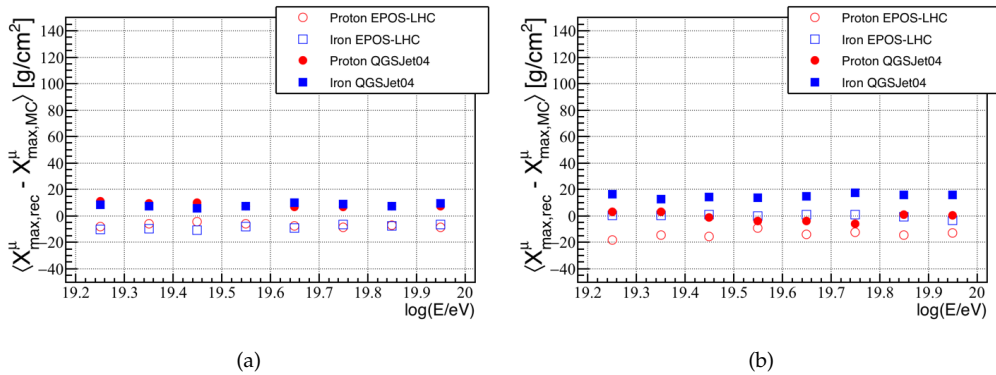 Proton EPOS-LHC
Iron EPOS-LHC
Proton QGSJet04
Iron QGSJet04
⟨X^μ_max,rec - X^μ_max,MC⟩ [g/cm²]
140
120
100
80
60
40
20
0
−20
−40
19.2 19.3 19.4 19.5 19.6 19.7 19.8 19.9 20
log(E/eV)
(a)
Proton EPOS-LHC
Iron EPOS-LHC
Proton QGSJet04
Iron QGSJet04
⟨X^μ_max,rec - X^μ_max,MC⟩ [g/cm²]
140
120
100
80
60
40
20
0
−20
−40
19.2 19.3 19.4 19.5 19.6 19.7 19.8 19.9 20
log(E/eV)
(b)